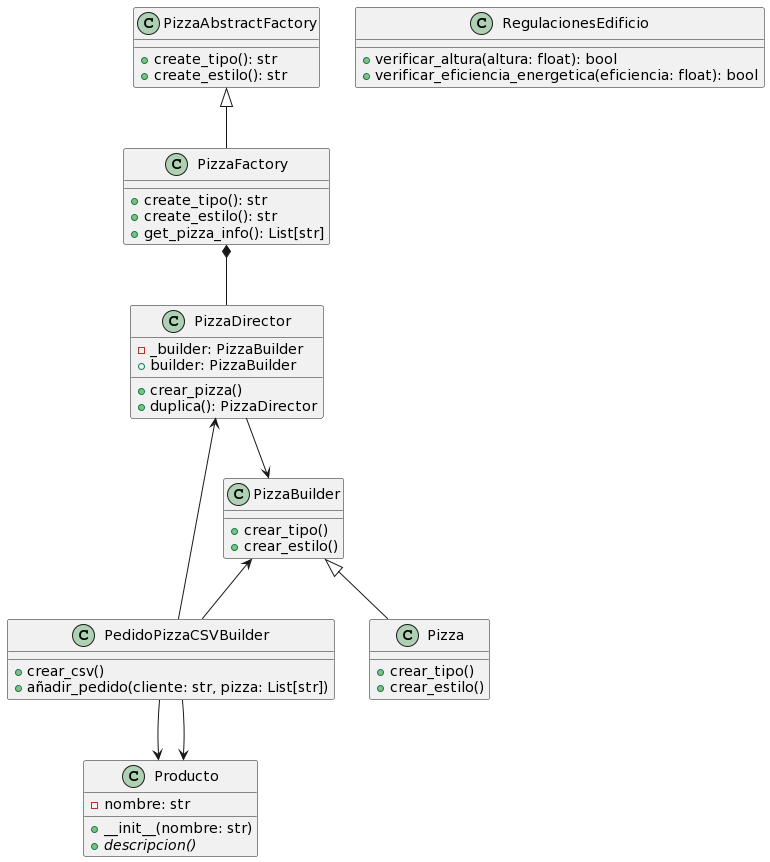 C PizzaAbstractFactory
create_tipo(): str
create_estilo(): str
C RegulacionesEdificio
verificar_altura(altura: float): bool
verificar_eficiencia_energetica(eficiencia: float): bool
C PizzaFactory
create_tipo(): str
create_estilo(): str
get_pizza_info(): List[str]
C PizzaDirector
_builder: PizzaBuilder
builder: PizzaBuilder
crear_pizza()
duplica(): PizzaDirector
C PizzaBuilder
crear_tipo()
crear_estilo()
C PedidoPizzaCSVBuilder
crear_csv()
añadir_pedido(cliente: str, pizza: List[str])
C Pizza
crear_tipo()
crear_estilo()
C Producto
nombre: str
__init__(nombre: str)
descripcion()